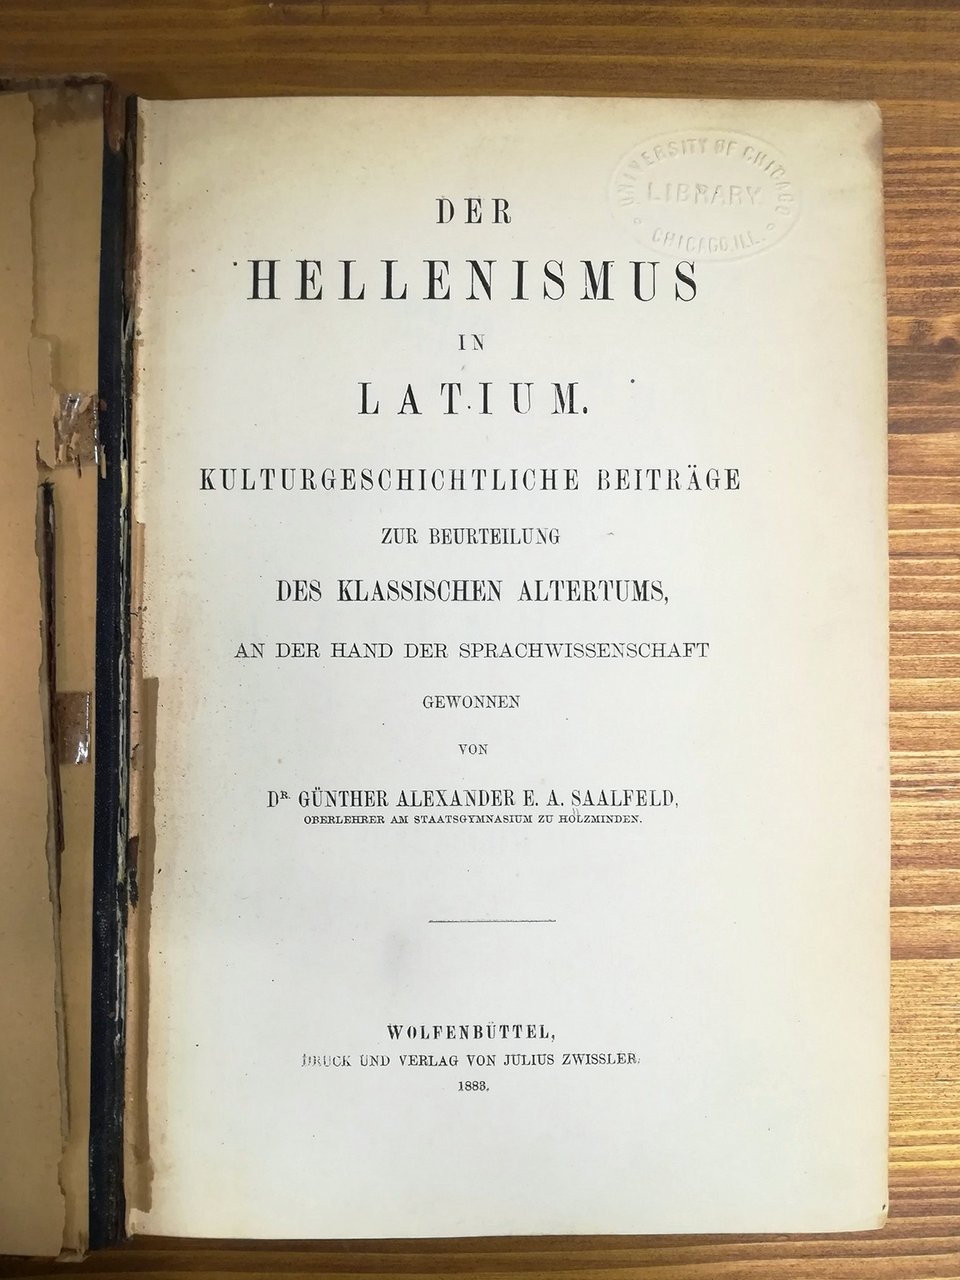 UNIVERSITY OF CHICAGO
LIBRARY
CHICAGO, ILL.
DER
HELLENISMUS
IN
LATIUM.
KULTURGESCHICHTLICHE BEITRÄGE
ZUR BEURTEILUNG
DES KLASSISCHEN ALTERTUMS,
AN DER HAND DER SPRACHWISSENSCHAFT
GEWONNEN
VON
DR. GÜNTHER ALEXANDER E. A. SAALFELD,
OBERLEHRER AM STAATSGYMNASIUM ZU HOLZMINDEN.
WOLFENBÜTTEL,
DRUCK UND VERLAG VON JULIUS ZWISSLER.
1883.